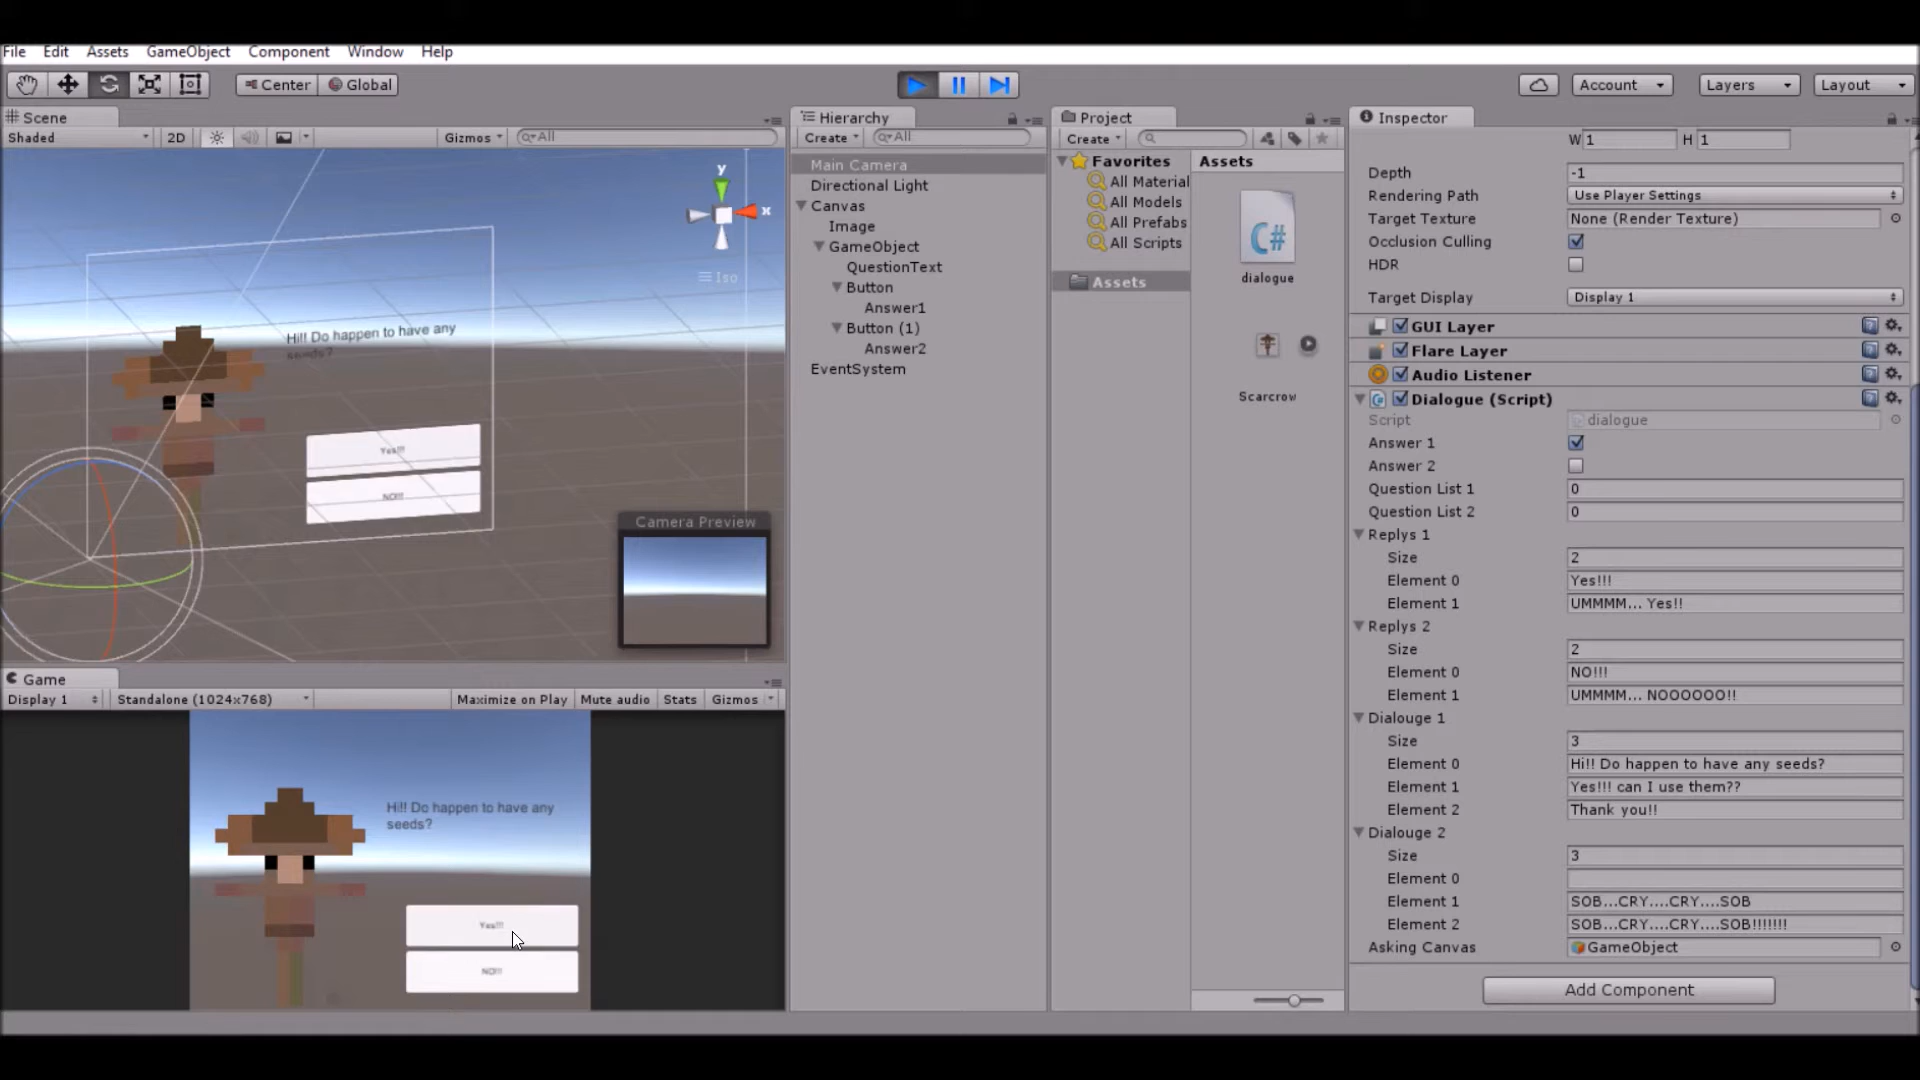 File Edit Assets GameObject Component Window Help
Center Global
Account Layers Layout
Scene
Shaded 2D Gizmos All
y
x
Iso
Hi!! Do happen to have any
seeds?
Yes!!!
NO!!!
Camera Preview
Game
Display 1 Standalone (1024x768) Maximize on Play Mute audio Stats Gizmos
Hi!! Do happen to have any
seeds?
Yes!!!
NO!!!
Hierarchy
Create All
Main Camera
Directional Light
Canvas
Image
GameObject
QuestionText
Button
Answer1
Button (1)
Answer2
EventSystem
Project
Create
Favorites
All Material
All Models
All Prefabs
All Scripts
Assets
Assets
C#
dialogue
Scarcrow
Inspector
W 1 H 1
Depth -1
Rendering Path Use Player Settings
Target Texture None (Render Texture)
Occlusion Culling
HDR
Target Display Display 1
GUI Layer
Flare Layer
Audio Listener
Dialogue (Script)
Script dialogue
Answer 1
Answer 2
Question List 1 0
Question List 2 0
Replys 1
Size 2
Element 0 Yes!!!
Element 1 UMMMM... Yes!!
Replys 2
Size 2
Element 0 NO!!!
Element 1 UMMMM... NOOOOOO!!
Dialouge 1
Size 3
Element 0 Hi!! Do happen to have any seeds?
Element 1 Yes!!! can I use them??
Element 2 Thank you!!
Dialouge 2
Size 3
Element 0
Element 1 SOB...CRY....CRY....SOB
Element 2 SOB...CRY....CRY....SOB!!!!!!!
Asking Canvas GameObject
Add Component